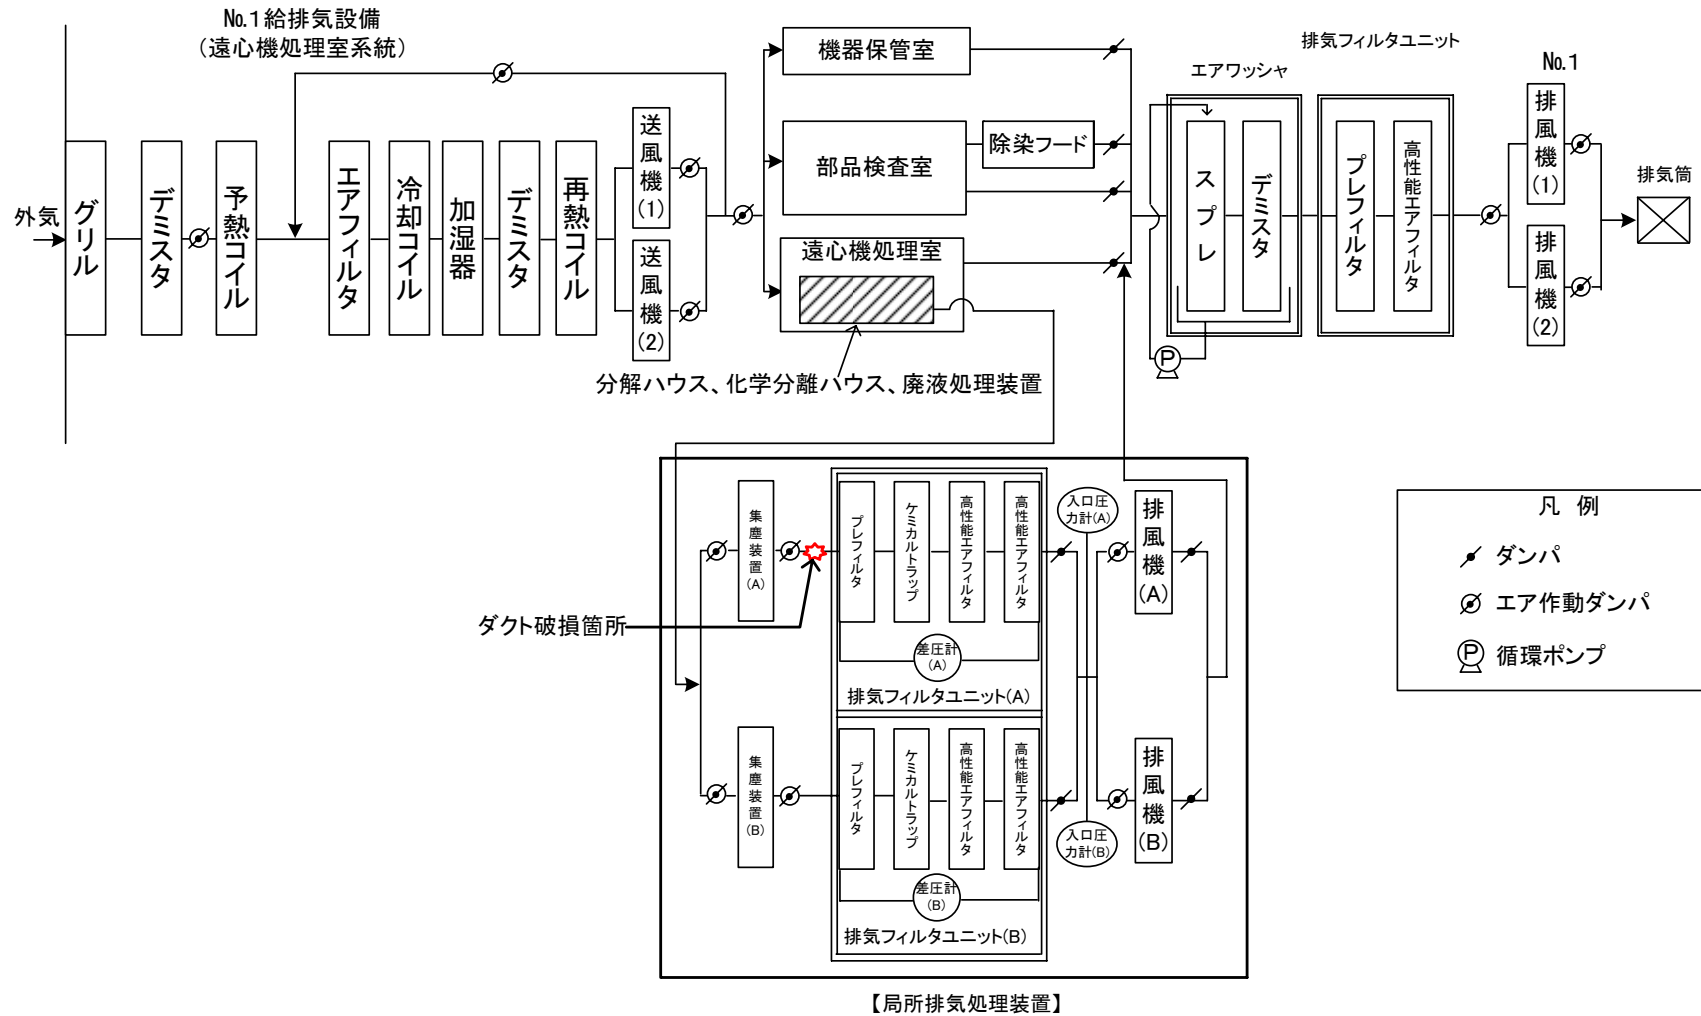 No.1給排気設備
(遠心機処理室系統)
外気
グリル
デミスタ
予熱コイル
エアフィルタ
冷却コイル
加湿器
デミスタ
再熱コイル
送風機(1)
送風機(2)
機器保管室
部品検査室
除染フード
遠心機処理室
分解ハウス、化学分離ハウス、廃液処理装置
エアワッシャ
スプレ
デミスタ
P
排気フィルタユニット
プレフィルタ
高性能エアフィルタ
No.1
排風機(1)
排風機(2)
排気筒
集塵装置(A)
ダクト破損箇所
プレフィルタ
ケミカルトラップ
高性能エアフィルタ
高性能エアフィルタ
差圧計
(A)
排気フィルタユニット(A)
入口圧
力計(A)
排風機(A)
集塵装置(B)
プレフィルタ
ケミカルトラップ
高性能エアフィルタ
高性能エアフィルタ
差圧計
(B)
排気フィルタユニット(B)
入口圧
力計(B)
排風機(B)
【局所排気処理装置】
凡 例
ダンパ
エア作動ダンパ
P 循環ポンプ